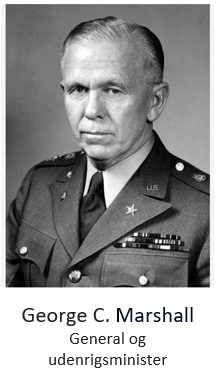 U.S.
George C. Marshall
General og
udenrigsminister